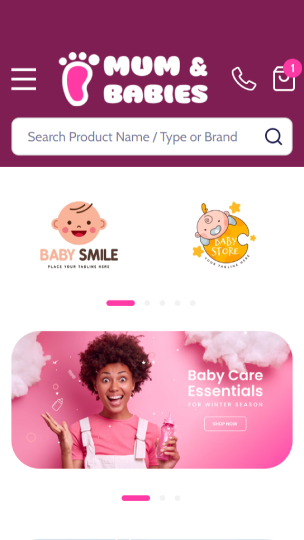 MUM &
BABIES
1
Search Product Name / Type or Brand
BABY SMILE
PLACE YOUR TAGLINE HERE
BABY
STORE
YOUR TAGLINE HERE
Baby Care
Essentials
FOR WINTER SEASON
SHOP NOW